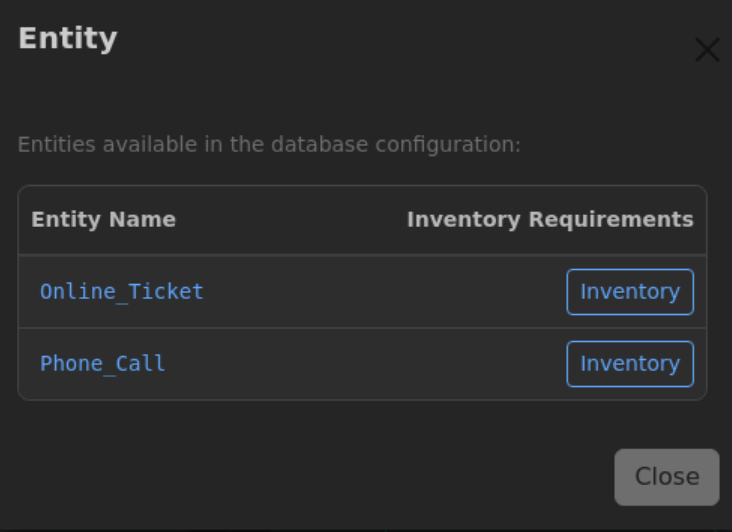 Entity
Entities available in the database configuration:
Entity Name Inventory Requirements
Online_Ticket Inventory
Phone_Call Inventory
Close